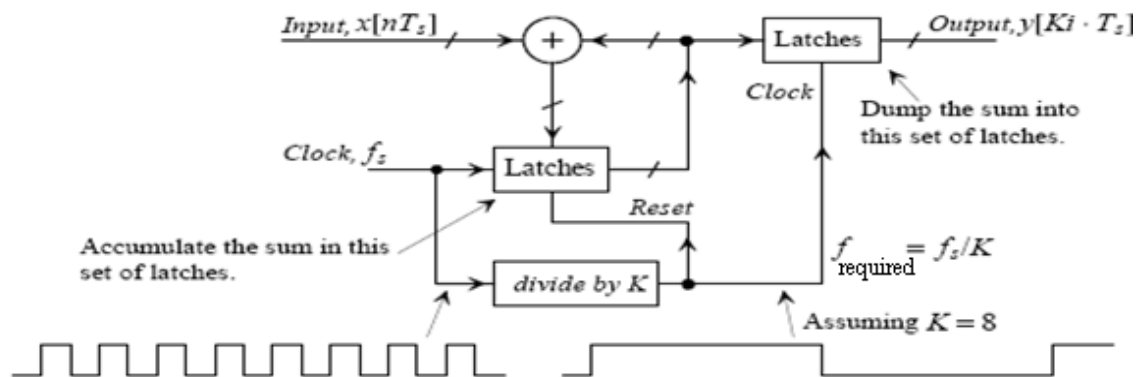 Input, x[nTₛ]
+
Latches
Output, y[Ki · Tₛ]
Clock
Dump the sum into
this set of latches.
Clock, fₛ
Latches
Reset
Accumulate the sum in this
set of latches.
divide by K
f required = fₛ/K
Assuming K = 8